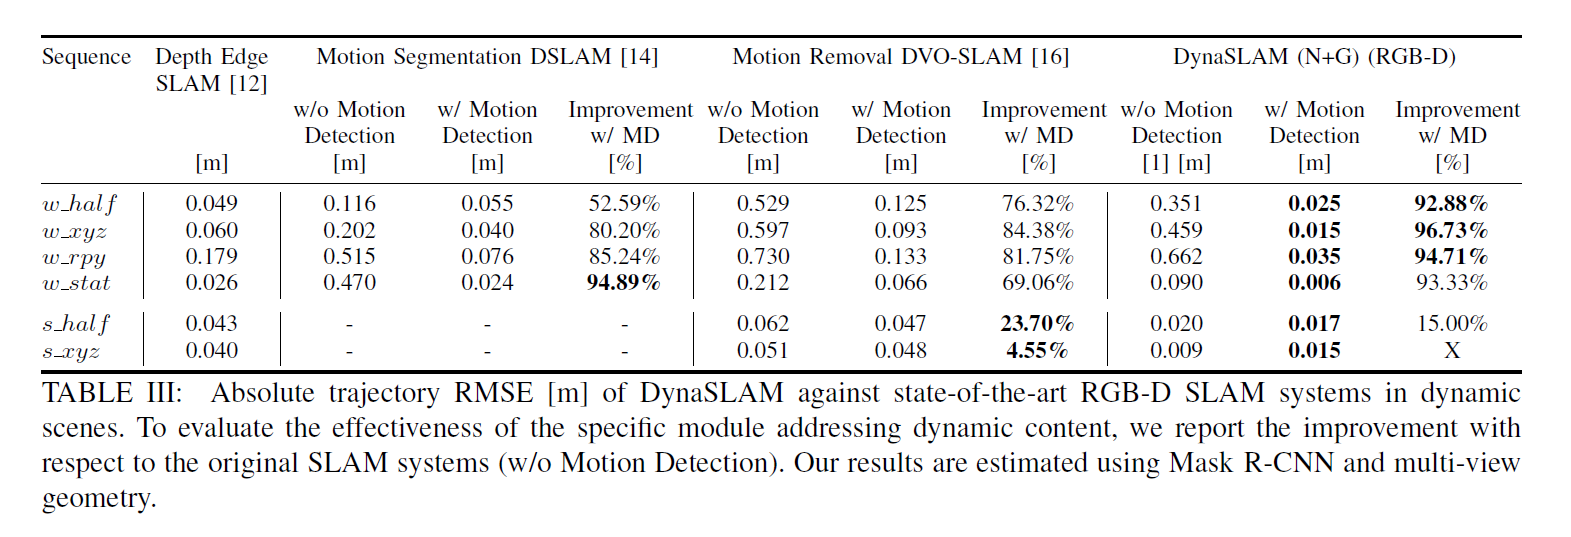 Sequence Depth Edge Motion Segmentation DSLAM [14] Motion Removal DVO-SLAM [16] DynaSLAM (N+G) (RGB-D)
SLAM [12]
w/o Motion w/ Motion Improvement w/o Motion w/ Motion Improvement w/o Motion w/ Motion Improvement
Detection Detection w/ MD Detection Detection w/ MD Detection Detection w/ MD
[m] [m] [m] [%] [m] [m] [%] [1] [m] [m] [%]
w_half 0.049 0.116 0.055 52.59% 0.529 0.125 76.32% 0.351 0.025 92.88%
w_xyz 0.060 0.202 0.040 80.20% 0.597 0.093 84.38% 0.459 0.015 96.73%
w_rpy 0.179 0.515 0.076 85.24% 0.730 0.133 81.75% 0.662 0.035 94.71%
w_stat 0.026 0.470 0.024 94.89% 0.212 0.066 69.06% 0.090 0.006 93.33%
s_half 0.043 - - - 0.062 0.047 23.70% 0.020 0.017 15.00%
s_xyz 0.040 - - - 0.051 0.048 4.55% 0.009 0.015 X
TABLE III: Absolute trajectory RMSE [m] of DynaSLAM against state-of-the-art RGB-D SLAM systems in dynamic
scenes. To evaluate the effectiveness of the specific module addressing dynamic content, we report the improvement with
respect to the original SLAM systems (w/o Motion Detection). Our results are estimated using Mask R-CNN and multi-view
geometry.